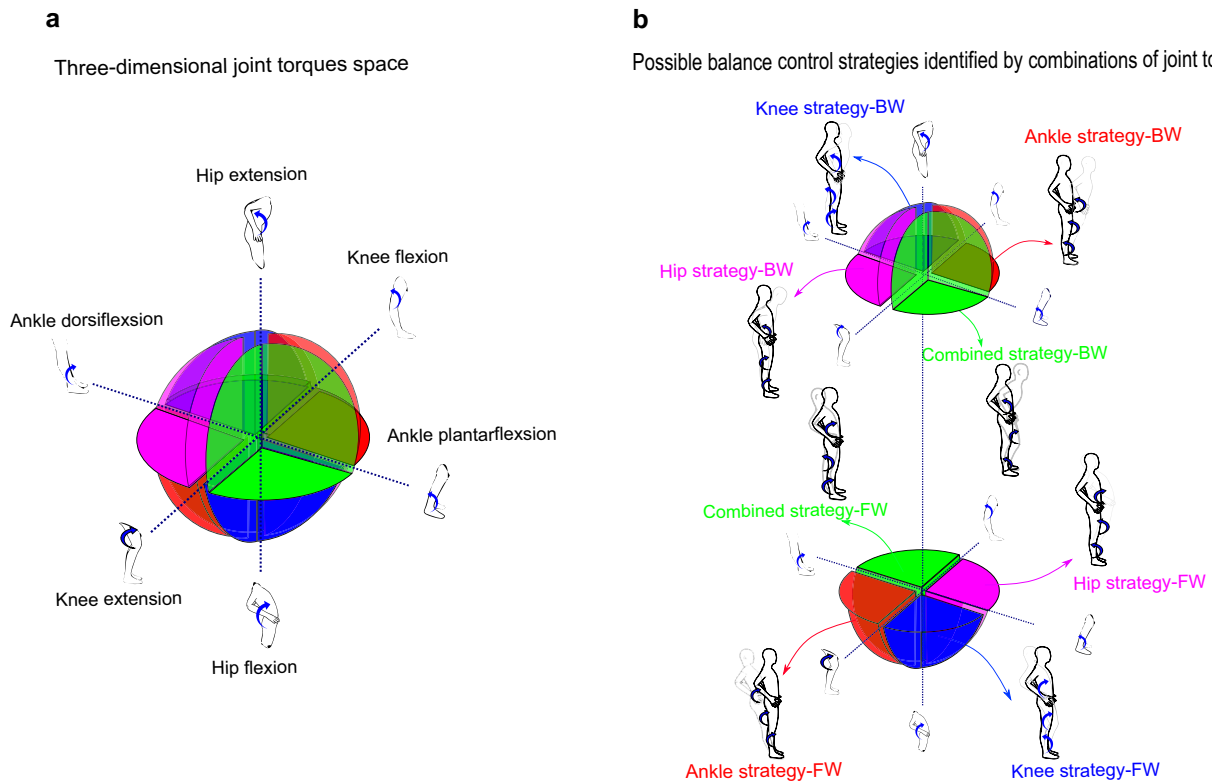 a
Three-dimensional joint torques space
Hip extension
Knee flexion
Ankle dorsiflexsion
Ankle plantarflexsion
Knee extension
Hip flexion
b
Possible balance control strategies identified by combinations of joint to
Knee strategy-BW
Ankle strategy-BW
Hip strategy-BW
Combined strategy-BW
Combined strategy-FW
Hip strategy-FW
Ankle strategy-FW
Knee strategy-FW